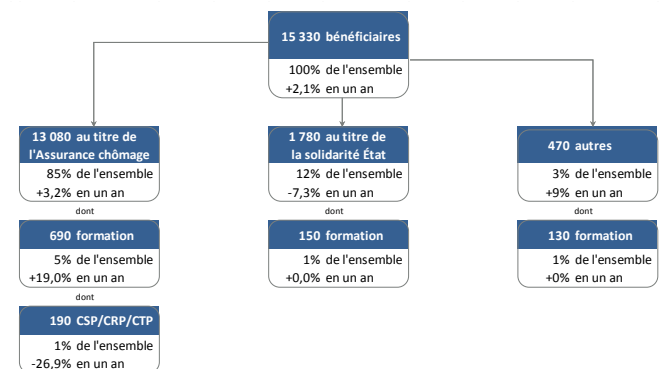 15 330 bénéficiaires
100% de l'ensemble
+2,1% en un an
13 080 au titre de
l'Assurance chômage
85% de l'ensemble
+3,2% en un an
dont
690 formation
5% de l'ensemble
+19,0% en un an
dont
190 CSP/CRP/CTP
1% de l'ensemble
-26,9% en un an
1 780 au titre de
la solidarité État
12% de l'ensemble
-7,3% en un an
dont
150 formation
1% de l'ensemble
+0,0% en un an
470 autres
3% de l'ensemble
+9% en un an
dont
130 formation
1% de l'ensemble
+0% en un an